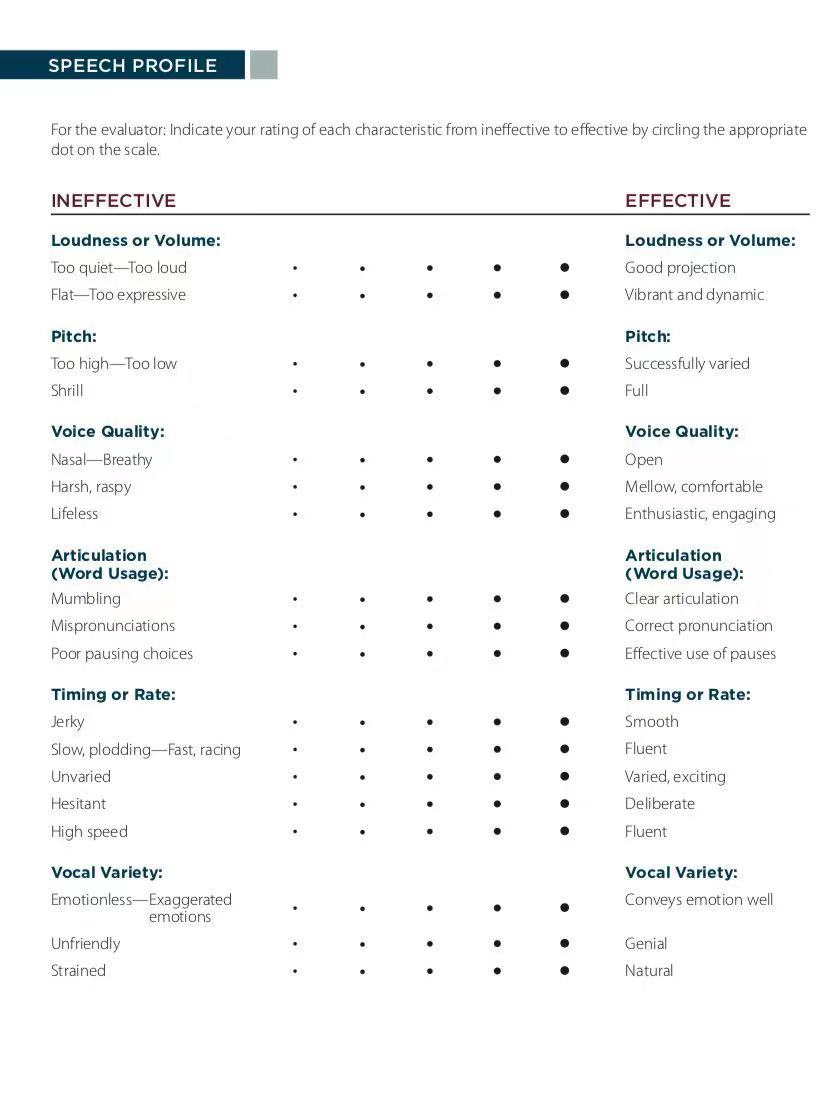 SPEECH PROFILE
For the evaluator: Indicate your rating of each characteristic from ineffective to effective by circling the appropriate
dot on the scale.
INEFFECTIVE EFFECTIVE
Loudness or Volume: Loudness or Volume:
Too quiet—Too loud Good projection
Flat—Too expressive Vibrant and dynamic
Pitch: Pitch:
Too high—Too low Successfully varied
Shrill Full
Voice Quality: Voice Quality:
Nasal—Breathy Open
Harsh, raspy Mellow, comfortable
Lifeless Enthusiastic, engaging
Articulation Articulation
(Word Usage): (Word Usage):
Mumbling Clear articulation
Mispronunciations Correct pronunciation
Poor pausing choices Effective use of pauses
Timing or Rate: Timing or Rate:
Jerky Smooth
Slow, plodding—Fast, racing Fluent
Unvaried Varied, exciting
Hesitant Deliberate
High speed Fluent
Vocal Variety: Vocal Variety:
Emotionless—Exaggerated Conveys emotion well
emotions
Unfriendly Genial
Strained Natural